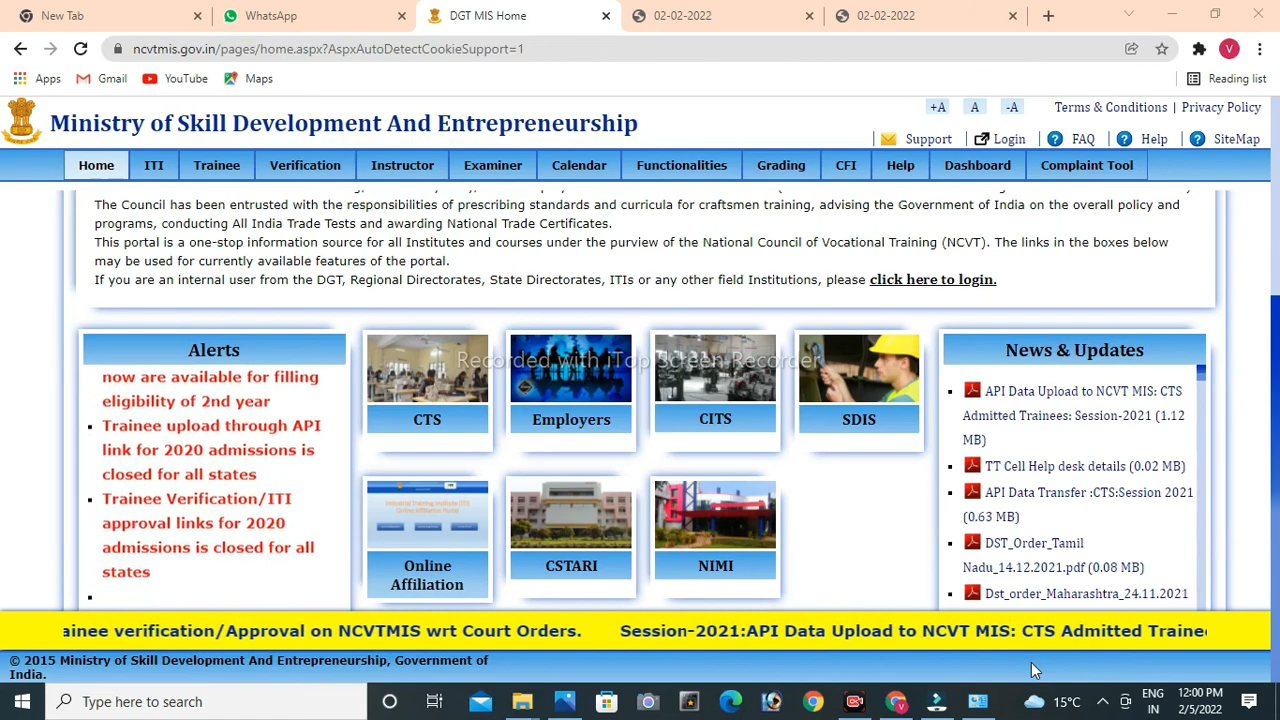 New Tab
WhatsApp
DGT MIS Home
02-02-2022
02-02-2022
ncvtmis.gov.in/pages/home.aspx?AspxAutoDetectCookieSupport=1
V
Apps
Gmail
YouTube
Maps
Reading list
+A A -A Terms & Conditions | Privacy Policy
Ministry of Skill Development And Entrepreneurship
Support
Login
FAQ
Help
SiteMap
Home ITI Trainee Verification Instructor Examiner Calendar Functionalities Grading CFI Help Dashboard Complaint Tool
The Council has been entrusted with the responsibilities of prescribing standards and curricula for craftsmen training, advising the Government of India on the overall policy and
programs, conducting All India Trade Tests and awarding National Trade Certificates.
This portal is a one-stop information source for all Institutes and courses under the purview of the National Council of Vocational Training (NCVT). The links in the boxes below
may be used for currently available features of the portal.
If you are an internal user from the DGT, Regional Directorates, State Directorates, ITIs or any other field Institutions, please click here to login.
Alerts
now are available for filling
eligibility of 2nd year
Trainee upload through API
link for 2020 admissions is
closed for all states
Trainee Verification/ITI
approval links for 2020
admissions is closed for all
states
Recorded with iTop Screen Recorder
CTS
Employers
CITS
SDIS
Online
Affiliation
CSTARI
NIMI
News & Updates
API Data Upload to NCVT MIS: CTS
Admitted Trainees: Session-2021 (1.12
MB)
TT Cell Help desk details (0.02 MB)
API Data Transfer :CTS:Session 2021
(0.63 MB)
DST_Order_Tamil
Nadu_14.12.2021.pdf (0.08 MB)
Dst_order_Maharashtra_24.11.2021
ainee verification/Approval on NCVTMIS wrt Court Orders. Session-2021:API Data Upload to NCVT MIS: CTS Admitted Traine
© 2015 Ministry of Skill Development And Entrepreneurship, Government of
India.
Type here to search
15°C
ENG
IN
12:00 PM
2/5/2022